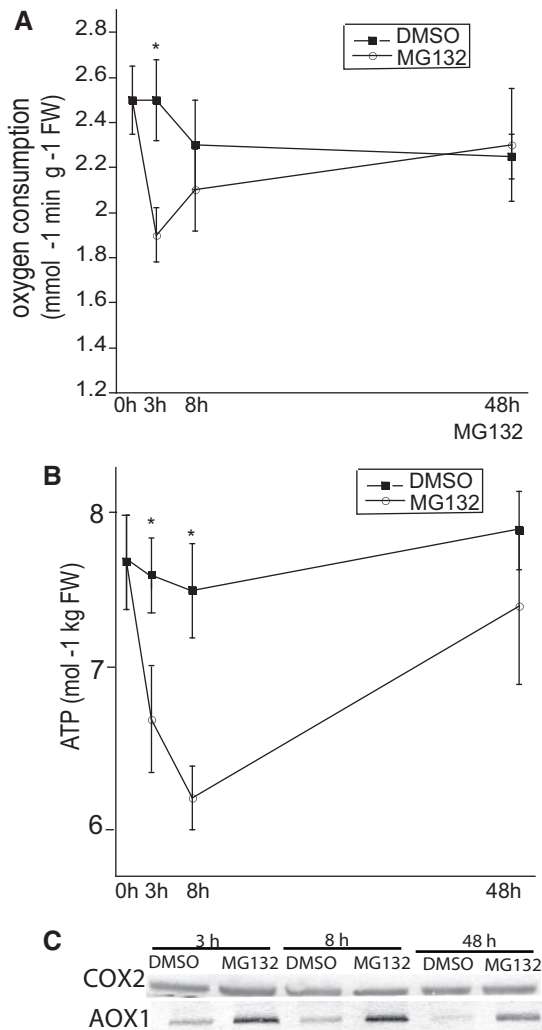 A
oxygen consumption
(mmol -1 min g -1 FW)
DMSO
MG132
*
2.8
2.6
2.4
2.2
2
1.8
1.6
1.4
1.2
0h 3h 8h 48h
MG132
B
ATP (mol -1 kg FW)
DMSO
MG132
* *
8
7
6
0h 3h 8h 48h
C
3 h 8 h 48 h
DMSO MG132 DMSO MG132 DMSO MG132
COX2
AOX1